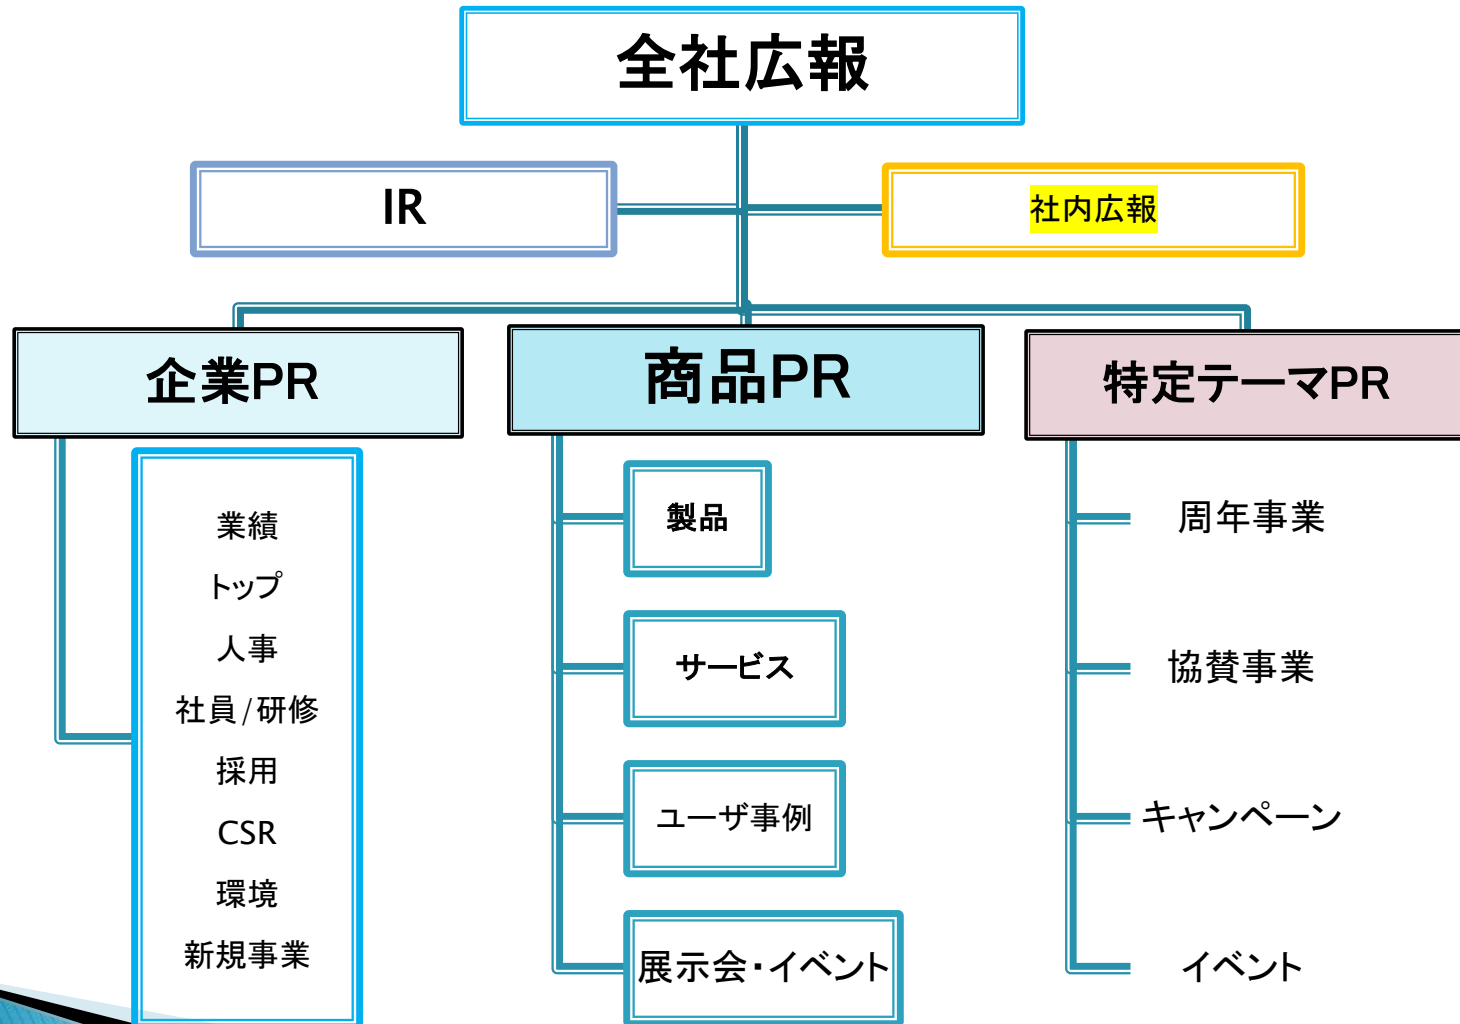 全社広報
IR
社内広報
企業PR
業績
トップ
人事
社員/研修
採用
CSR
環境
新規事業
商品PR
製品
サービス
ユーザ事例
展示会・イベント
特定テーマPR
周年事業
協賛事業
キャンペーン
イベント